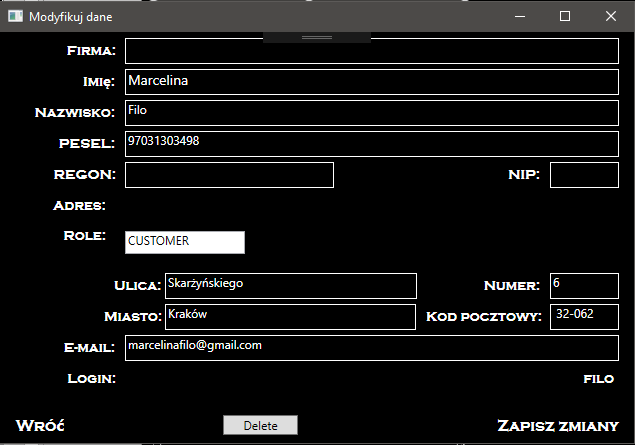 Modyfikuj dane
Firma:
Imię: Marcelina
Nazwisko: Filo
PESEL: 97031303498
REGON: NIP:
Adres:
Role: CUSTOMER
Ulica: Skarżyńskiego Numer: 6
Miasto: Kraków Kod pocztowy: 32-062
E-mail: marcelinafilo@gmail.com
Login: filo
Wróć Delete Zapisz zmiany